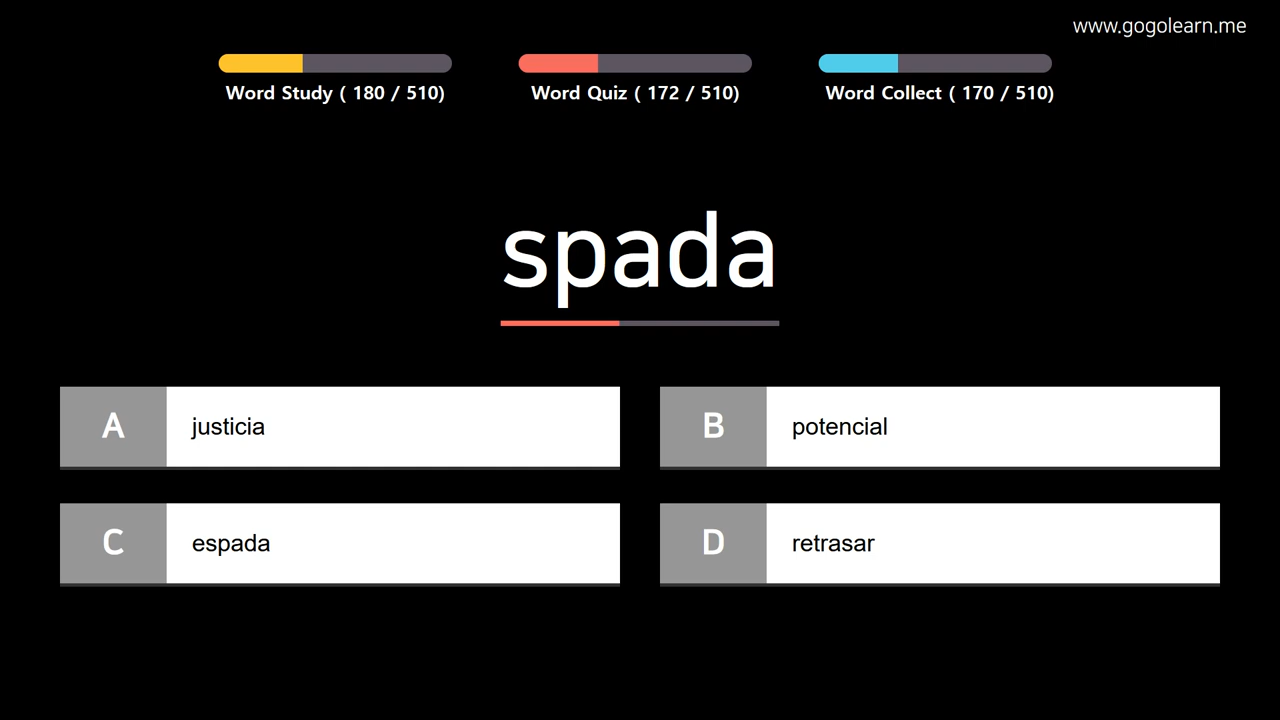 www.gogolearn.me
Word Study ( 180 / 510)
Word Quiz ( 172 / 510)
Word Collect ( 170 / 510)
spada
A justicia
B potencial
C espada
D retrasar